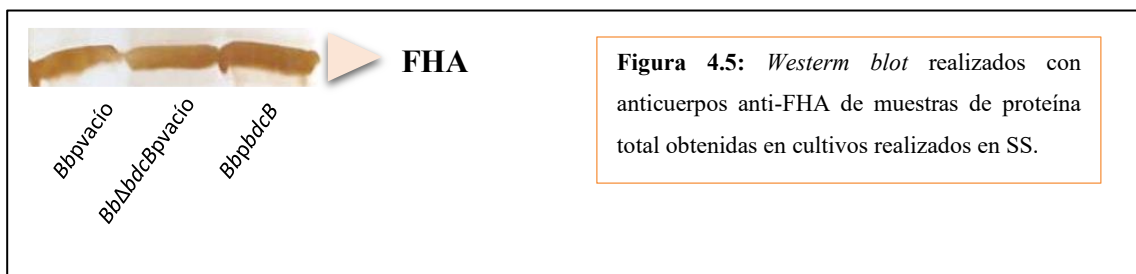 FHA
Bbpvacío
BbΔbdcBpvacío
BbpbdcB
Figura 4.5: Westerm blot realizados con
anticuerpos anti-FHA de muestras de proteína
total obtenidas en cultivos realizados en SS.